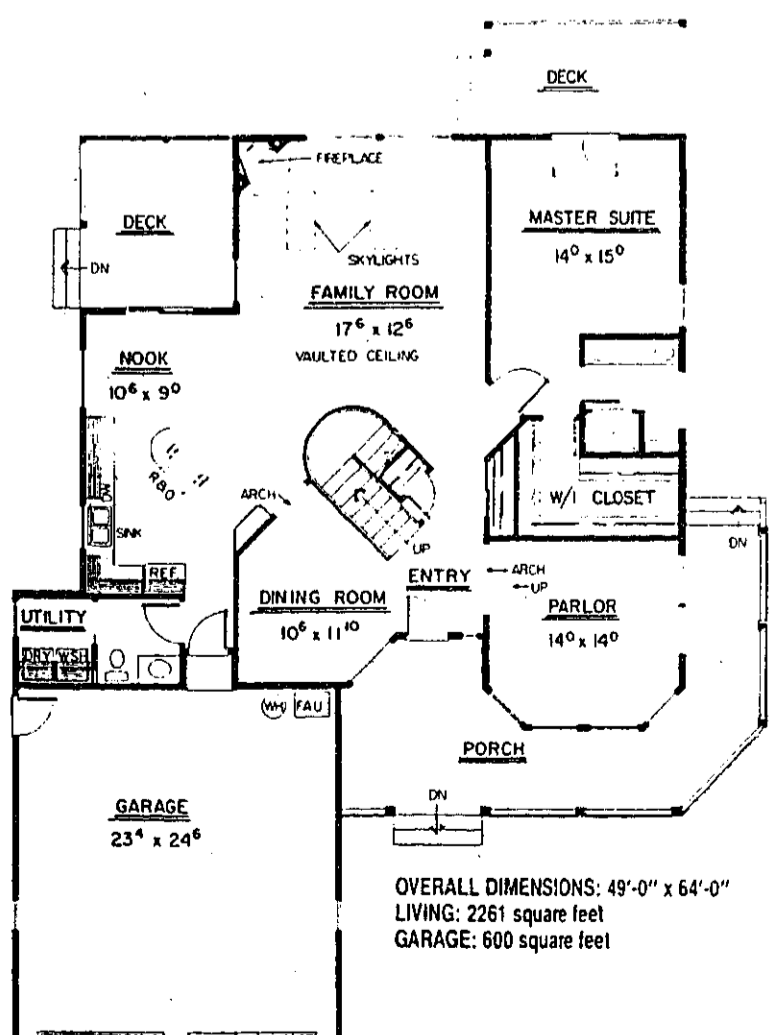 DECK
FIREPLACE
DECK
MASTER SUITE
14⁰ x 15⁰
SKYLIGHTS
DN
FAMILY ROOM
17⁶ x 12⁶
VAULTED CEILING
NOOK
10⁶ x 9⁰
R&O
ARCH
DW
SINK
W/I CLOSET
UP
DN
REF.
ENTRY
ARCH
UP
DINING ROOM
10⁶ x 11¹⁰
PARLOR
14⁰ x 14⁰
UTILITY
DRY
WSH
WH
FAU
PORCH
DN
GARAGE
23⁴ x 24⁶
OVERALL DIMENSIONS: 49'-0" x 64'-0"
LIVING: 2261 square feet
GARAGE: 600 square feet